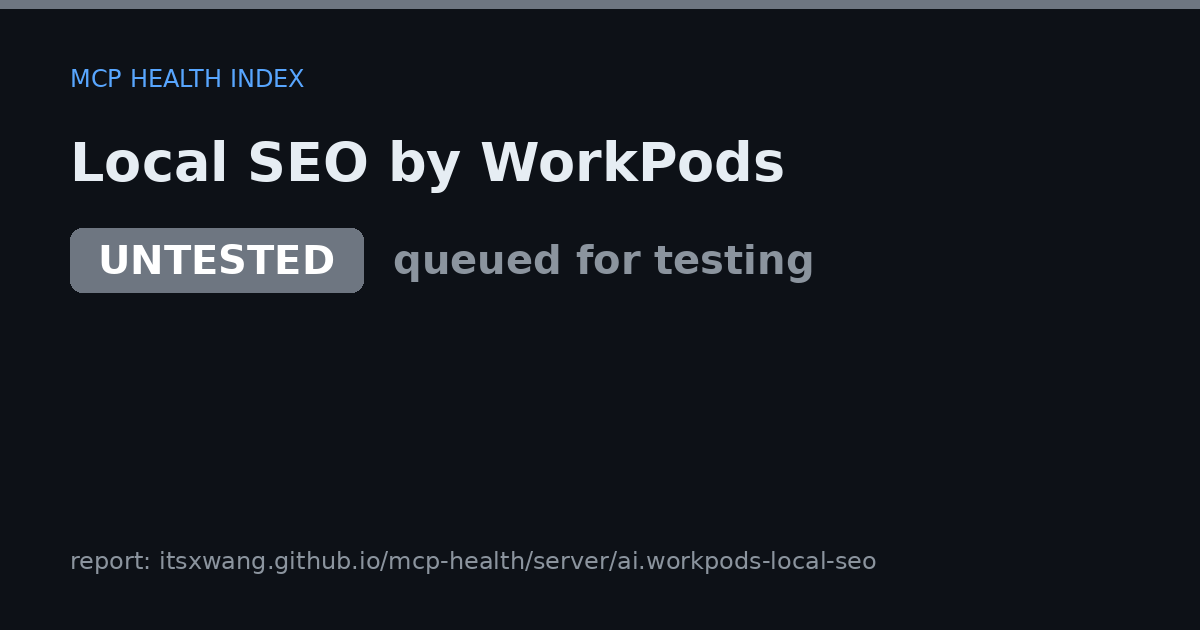 MCP HEALTH INDEX
Local SEO by WorkPods
UNTESTED queued for testing
report: itsxwang.github.io/mcp-health/server/ai.workpods-local-seo